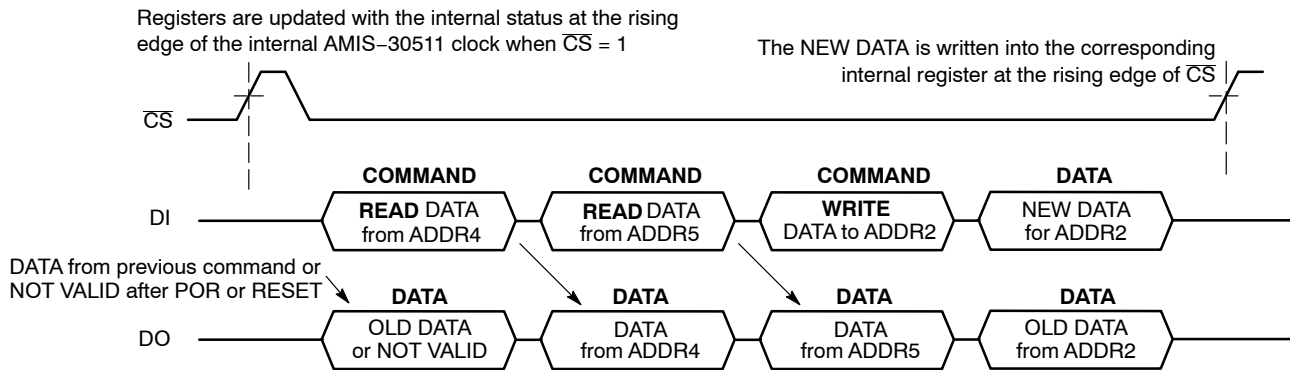 Registers are updated with the internal status at the rising
edge of the internal AMIS−30511 clock when CS = 1
The NEW DATA is written into the corresponding
internal register at the rising edge of CS
CS
COMMAND COMMAND COMMAND DATA
DI
READ DATA
from ADDR4
READ DATA
from ADDR5
WRITE
DATA to ADDR2
NEW DATA
for ADDR2
DATA from previous command or
NOT VALID after POR or RESET
DATA DATA DATA DATA
DO
OLD DATA
or NOT VALID
DATA
from ADDR4
DATA
from ADDR5
OLD DATA
from ADDR2